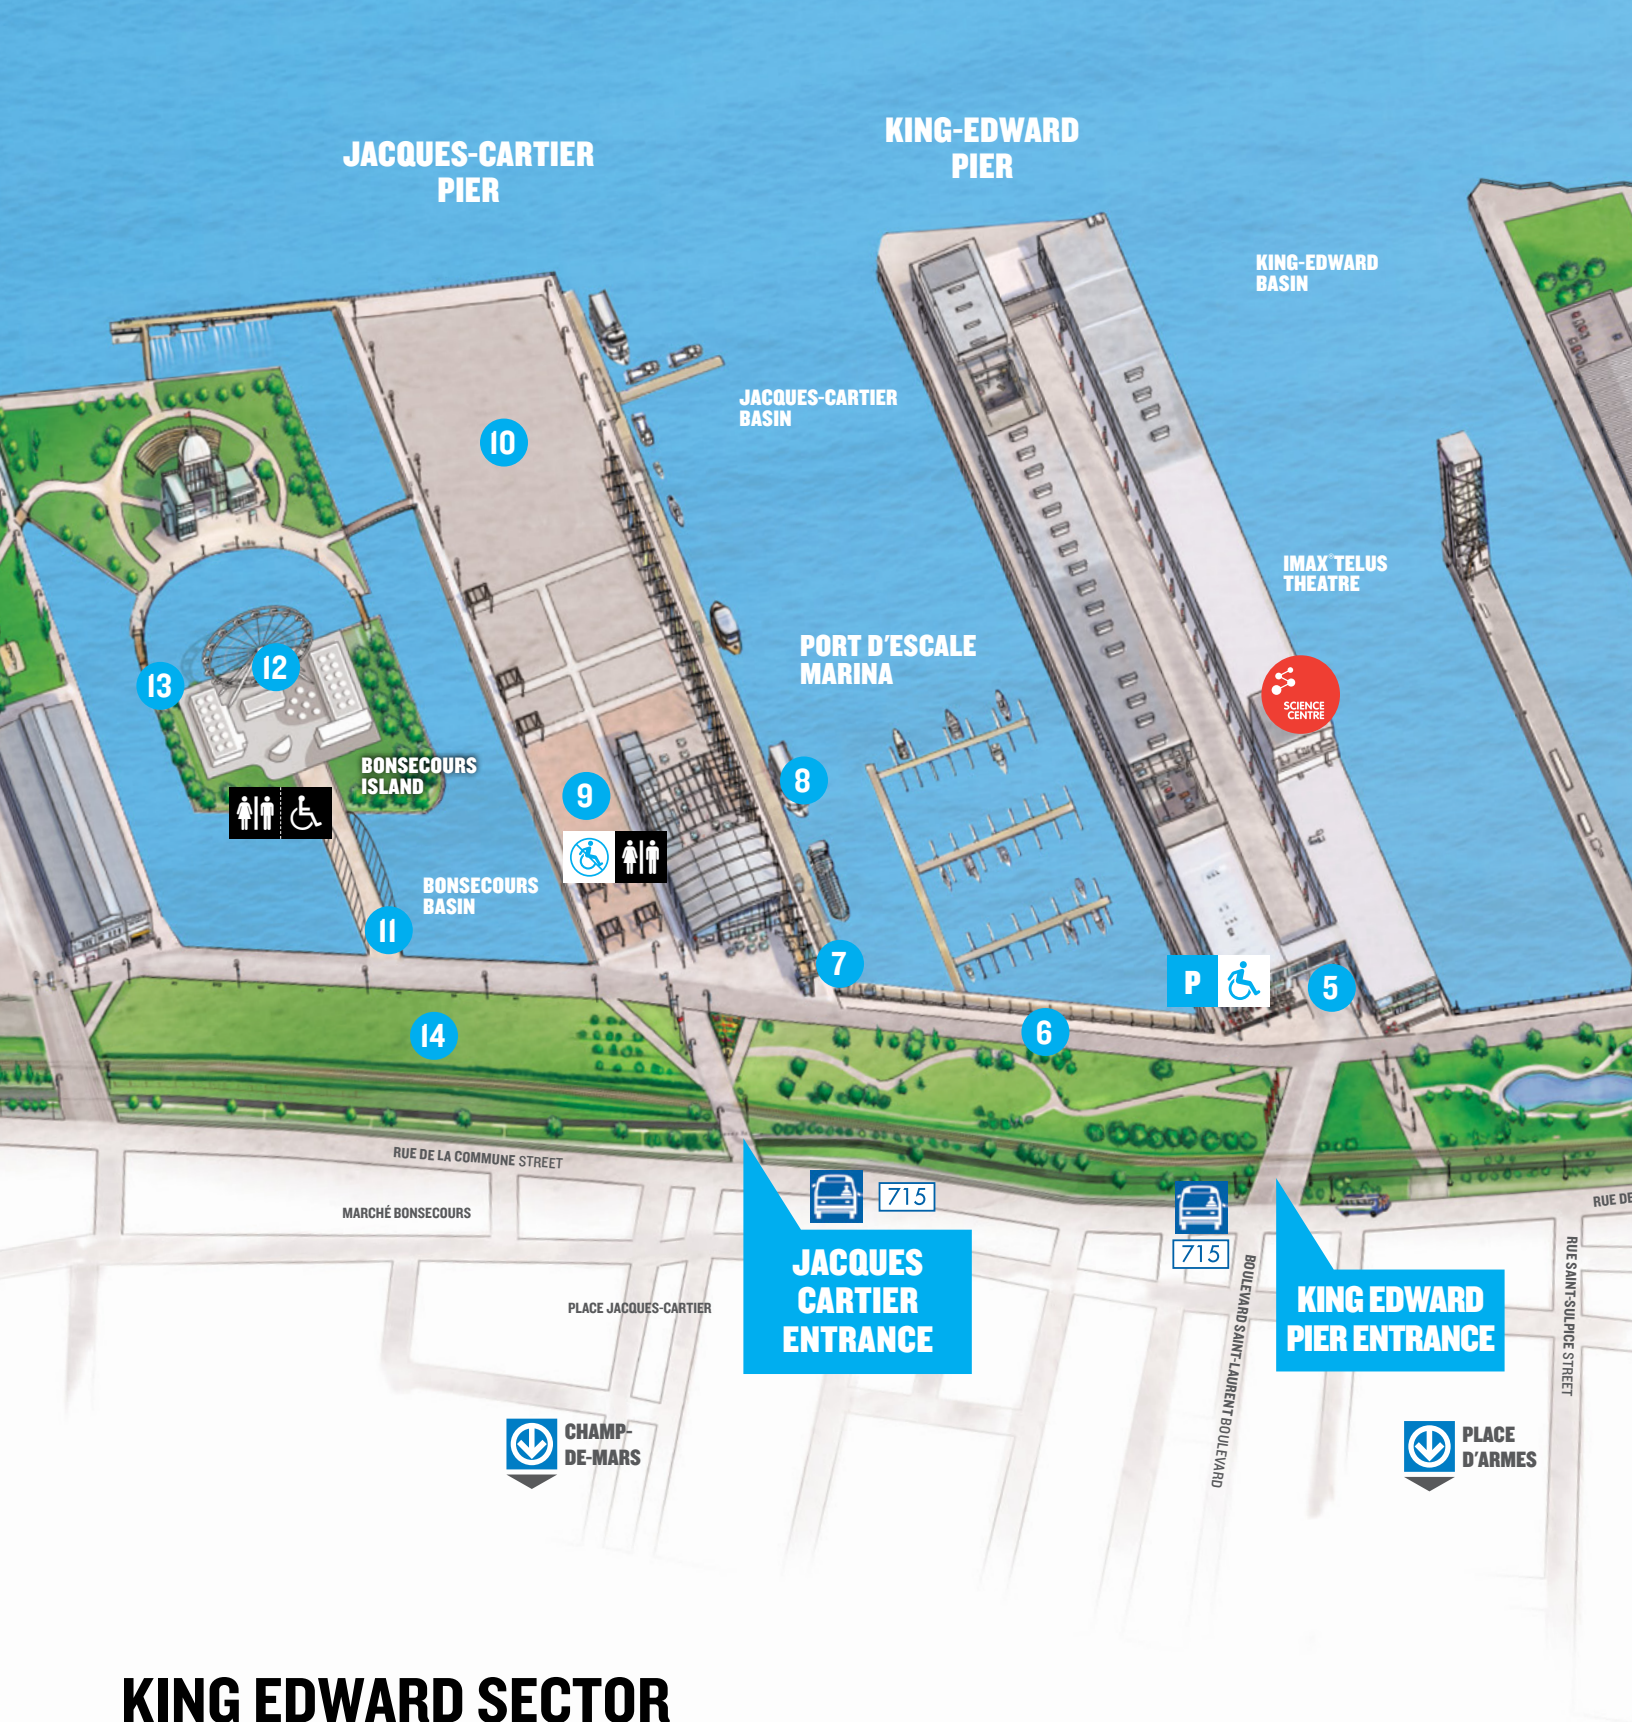 KING-EDWARD
PIER
JACQUES-CARTIER
PIER
KING-EDWARD
BASIN
JACQUES-CARTIER
BASIN
10
IMAX® TELUS
THEATRE
PORT D'ESCALE
MARINA
12
13
SCIENCE
CENTRE
BONSECOURS
ISLAND
8
9
BONSECOURS
BASIN
11
7
P
5
6
14
RUE DE LA COMMUNE STREET
715
RUE DE
MARCHÉ BONSECOURS
715
JACQUES
CARTIER
ENTRANCE
KING EDWARD
PIER ENTRANCE
PLACE JACQUES-CARTIER
BOULEVARD SAINT-LAURENT BOULEVARD
RUE SAINT-SULPICE STREET
CHAMP-
DE-MARS
PLACE
D'ARMES
KING EDWARD SECTOR